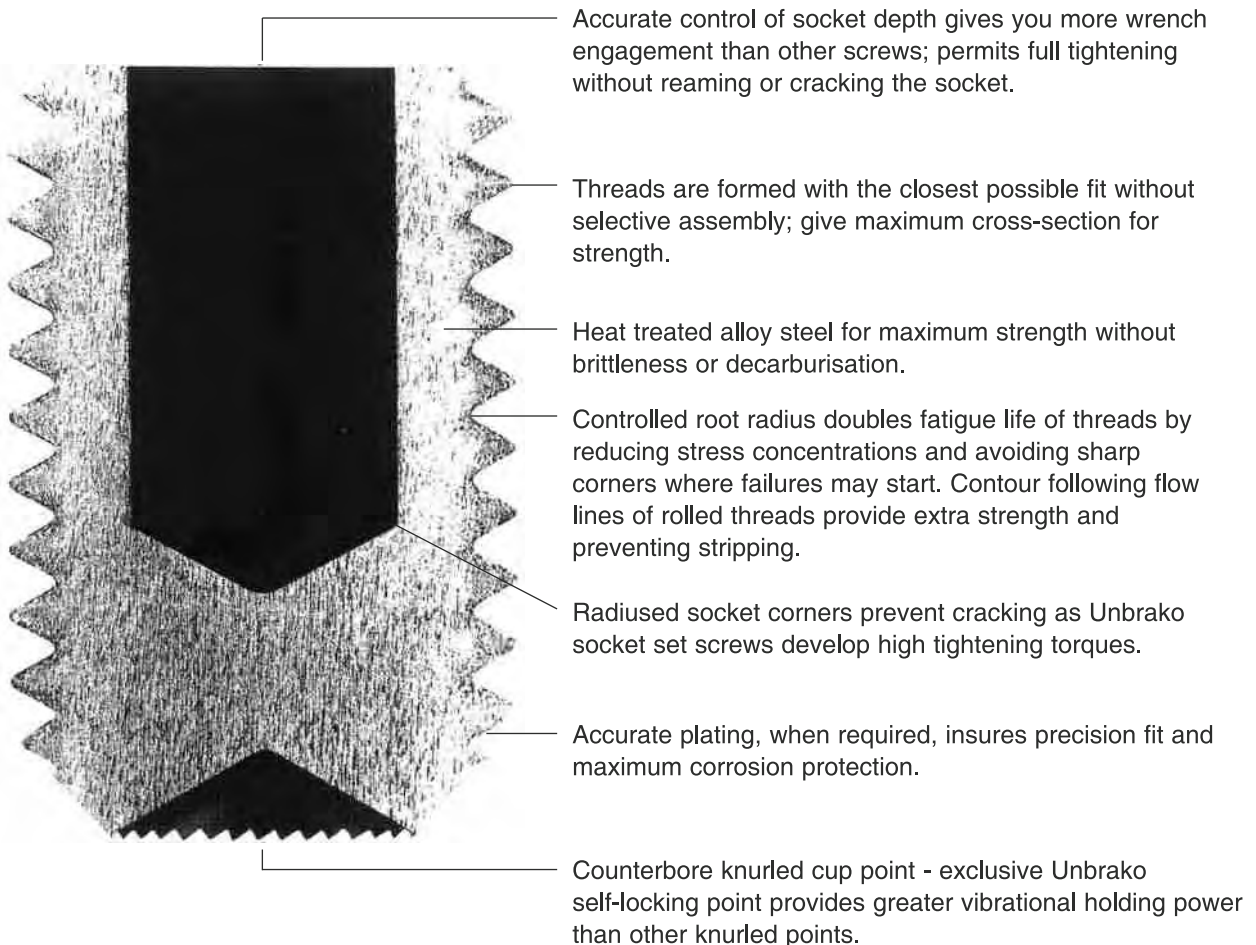 Accurate control of socket depth gives you more wrench
engagement than other screws; permits full tightening
without reaming or cracking the socket.
Threads are formed with the closest possible fit without
selective assembly; give maximum cross-section for
strength.
Heat treated alloy steel for maximum strength without
brittleness or decarburisation.
Controlled root radius doubles fatigue life of threads by
reducing stress concentrations and avoiding sharp
corners where failures may start. Contour following flow
lines of rolled threads provide extra strength and
preventing stripping.
Radiused socket corners prevent cracking as Unbrako
socket set screws develop high tightening torques.
Accurate plating, when required, insures precision fit and
maximum corrosion protection.
Counterbore knurled cup point - exclusive Unbrako
self-locking point provides greater vibrational holding power
than other knurled points.